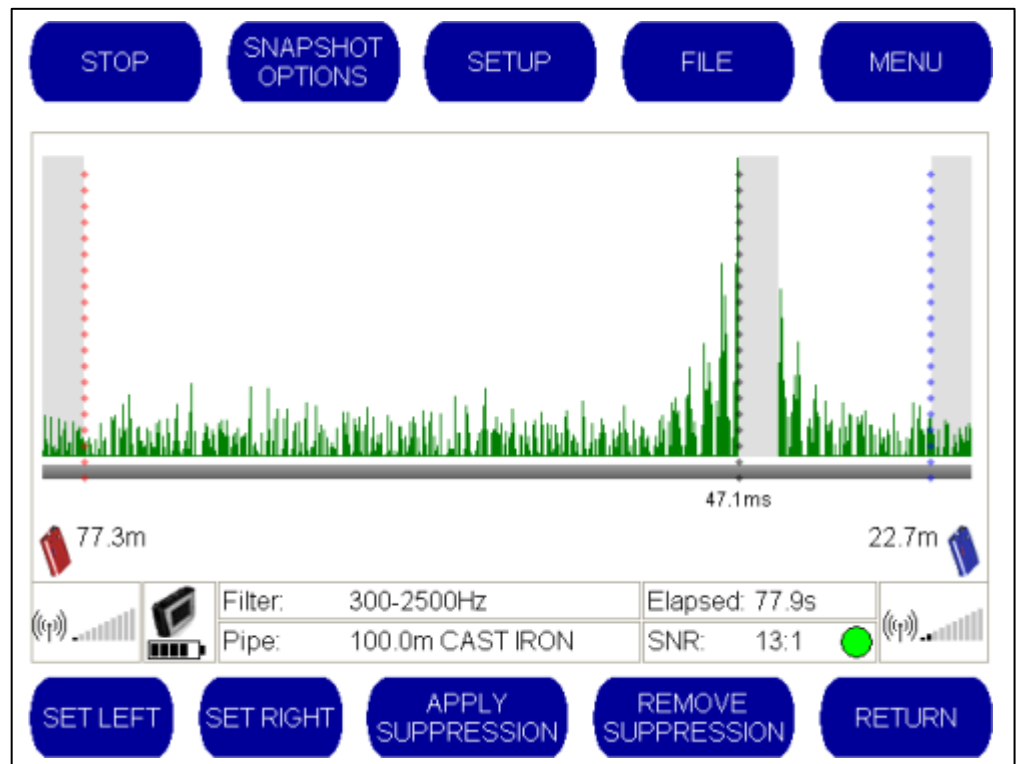 STOP
SNAPSHOT
OPTIONS
SETUP
FILE
MENU
47.1ms
77.3m
22.7m
Filter: 300-2500Hz
Elapsed: 77.9s
Pipe: 100.0m CAST IRON
SNR: 13:1
SET LEFT
SET RIGHT
APPLY
SUPPRESSION
REMOVE
SUPPRESSION
RETURN